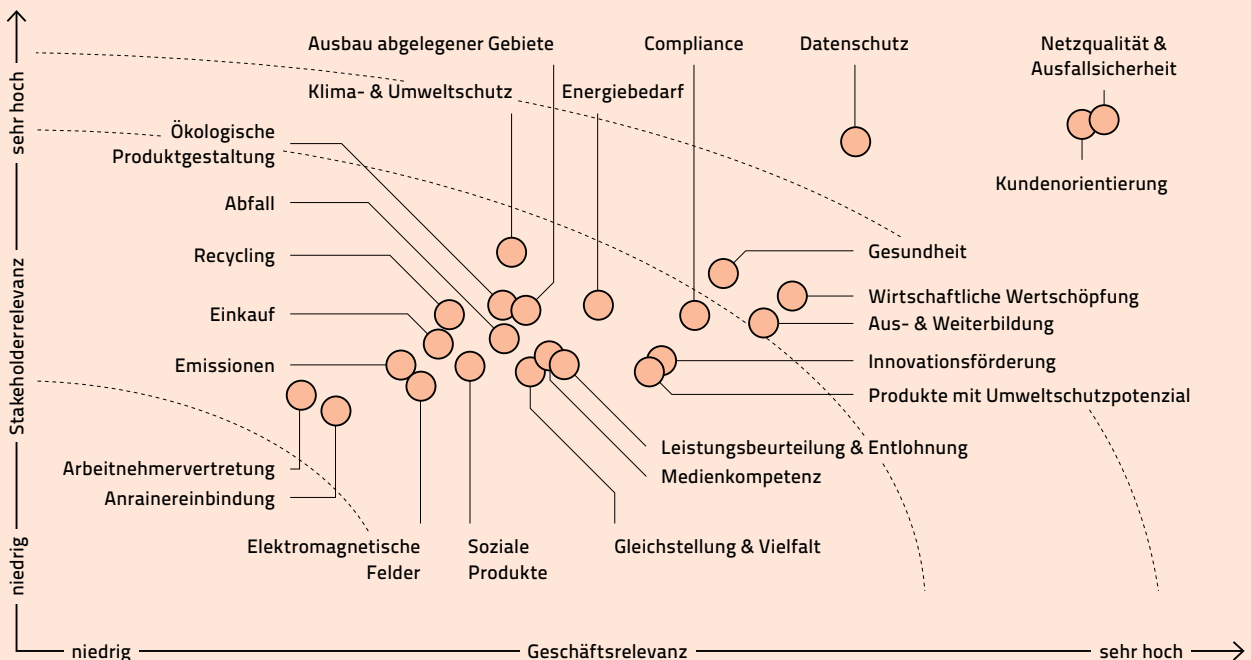 Ausbau abgelegener Gebiete
Compliance
Datenschutz
Netzqualität &
Ausfallsicherheit
Klima- & Umweltschutz
Energiebedarf
Ökologische
Produktgestaltung
Kundenorientierung
Abfall
Recycling
Gesundheit
Wirtschaftliche Wertschöpfung
Einkauf
Aus- & Weiterbildung
Emissionen
Innovationsförderung
Produkte mit Umweltschutzpotenzial
Leistungsbeurteilung & Entlohnung
Arbeitnehmervertretung
Medienkompetenz
Anrainereinbindung
Elektromagnetische
Felder
Soziale
Produkte
Gleichstellung & Vielfalt
sehr hoch
Stakeholderrelevanz
niedrig
niedrig
Geschäftsrelevanz
sehr hoch